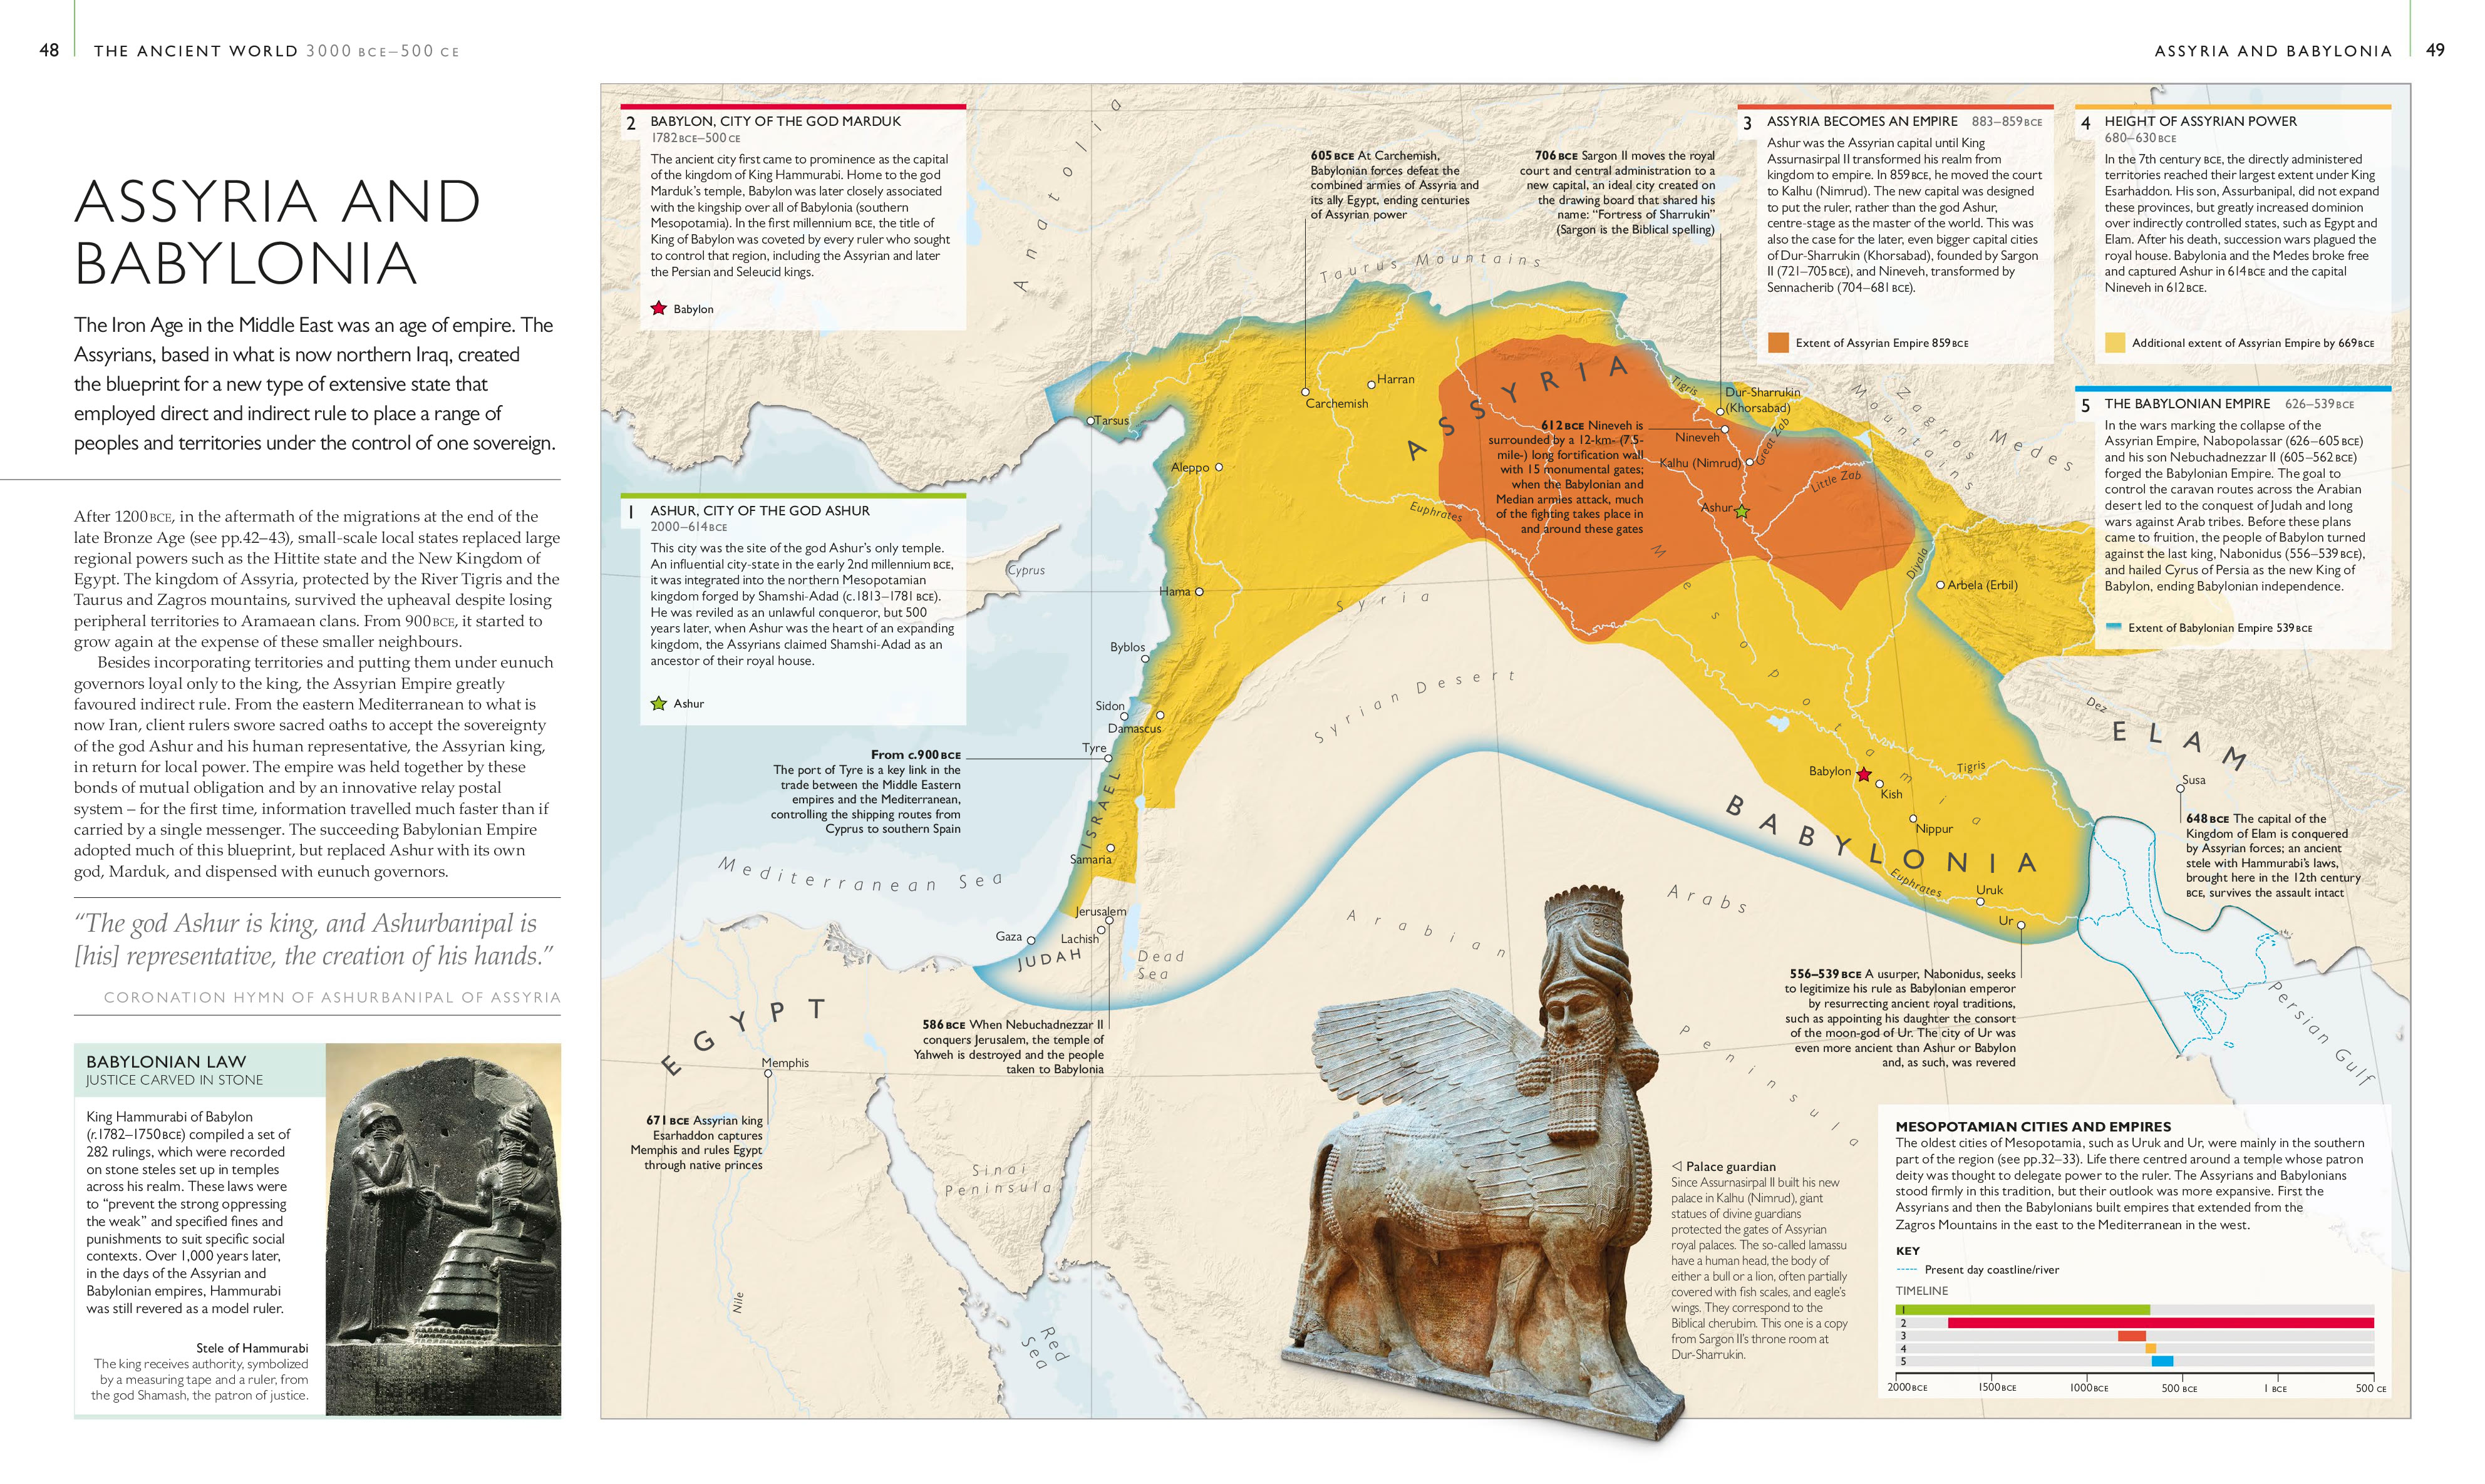 48
THE ANCIENT WORLD 3000 BCE–500 CE
ASSYRIA AND BABYLONIA
49
ASSYRIA AND
BABYLONIA
The Iron Age in the Middle East was an age of empire. The
Assyrians, based in what is now northern Iraq, created
the blueprint for a new type of extensive state that
employed direct and indirect rule to place a range of
peoples and territories under the control of one sovereign.
After 1200 BCE, in the aftermath of the migrations at the end of the
late Bronze Age (see pp.42–43), small-scale local states replaced large
regional powers such as the Hittite state and the New Kingdom of
Egypt. The kingdom of Assyria, protected by the River Tigris and the
Taurus and Zagros mountains, survived the upheaval despite losing
peripheral territories to Aramaean clans. From 900 BCE, it started to
grow again at the expense of these smaller neighbours.
Besides incorporating territories and putting them under eunuch
governors loyal only to the king, the Assyrian Empire greatly
favoured indirect rule. From the eastern Mediterranean to what is
now Iran, client rulers swore sacred oaths to accept the sovereignty
of the god Ashur and his human representative, the Assyrian king,
in return for local power. The empire was held together by these
bonds of mutual obligation and by an innovative relay postal
system – for the first time, information travelled much faster than if
carried by a single messenger. The succeeding Babylonian Empire
adopted much of this blueprint, but replaced Ashur with its own
god, Marduk, and dispensed with eunuch governors.
“The god Ashur is king, and Ashurbanipal is
[his] representative, the creation of his hands.”
CORONATION HYMN OF ASHURBANIPAL OF ASSYRIA
BABYLONIAN LAW
JUSTICE CARVED IN STONE
King Hammurabi of Babylon
(r.1782–1750 BCE) compiled a set of
282 rulings, which were recorded
on stone steles set up in temples
across his realm. These laws were
to “prevent the strong oppressing
the weak” and specified fines and
punishments to suit specific social
contexts. Over 1,000 years later,
in the days of the Assyrian and
Babylonian empires, Hammurabi
was still revered as a model ruler.
Stele of Hammurabi
The king receives authority, symbolized
by a measuring tape and a ruler, from
the god Shamash, the patron of justice.
2 BABYLON, CITY OF THE GOD MARDUK
1782 BCE–500 CE
The ancient city first came to prominence as the capital
of the kingdom of King Hammurabi. Home to the god
Marduk’s temple, Babylon was later closely associated
with the kingship over all of Babylonia (southern
Mesopotamia). In the first millennium BCE, the title of
King of Babylon was coveted by every ruler who sought
to control that region, including the Assyrian and later
the Persian and Seleucid kings.
Babylon
1 ASHUR, CITY OF THE GOD ASHUR
2000–614 BCE
This city was the site of the god Ashur’s only temple.
An influential city-state in the early 2nd millennium BCE,
it was integrated into the northern Mesopotamian
kingdom forged by Shamshi-Adad (c.1813–1781 BCE).
He was reviled as an unlawful conqueror, but 500
years later, when Ashur was the heart of an expanding
kingdom, the Assyrians claimed Shamshi-Adad as an
ancestor of their royal house.
Ashur
3 ASSYRIA BECOMES AN EMPIRE 883–859 BCE
Ashur was the Assyrian capital until King
Assurnasirpal II transformed his realm from
kingdom to empire. In 859 BCE, he moved the court
to Kalhu (Nimrud). The new capital was designed
to put the ruler, rather than the god Ashur,
centre-stage as the master of the world. This was
also the case for the later, even bigger capital cities
of Dur-Sharrukin (Khorsabad), founded by Sargon
II (721–705 BCE), and Nineveh, transformed by
Sennacherib (704–681 BCE).
Extent of Assyrian Empire 859 BCE
4 HEIGHT OF ASSYRIAN POWER
680–630 BCE
In the 7th century BCE, the directly administered
territories reached their largest extent under King
Esarhaddon. His son, Assurbanipal, did not expand
these provinces, but greatly increased dominion
over indirectly controlled states, such as Egypt and
Elam. After his death, succession wars plagued the
royal house. Babylonia and the Medes broke free
and captured Ashur in 614 BCE and the capital
Nineveh in 612 BCE.
Additional extent of Assyrian Empire by 669 BCE
5 THE BABYLONIAN EMPIRE 626–539 BCE
In the wars marking the collapse of the
Assyrian Empire, Nabopolassar (626–605 BCE)
and his son Nebuchadnezzar II (605–562 BCE)
forged the Babylonian Empire. The goal to
control the caravan routes across the Arabian
desert led to the conquest of Judah and long
wars against Arab tribes. Before these plans
came to fruition, the people of Babylon turned
against the last king, Nabonidus (556–539 BCE),
and hailed Cyrus of Persia as the new King of
Babylon, ending Babylonian independence.
Extent of Babylonian Empire 539 BCE
605 BCE At Carchemish,
Babylonian forces defeat the
combined armies of Assyria and
its ally Egypt, ending centuries
of Assyrian power
706 BCE Sargon II moves the royal
court and central administration to a
new capital, an ideal city created on
the drawing board that shared his
name: “Fortress of Sharrukin”
(Sargon is the Biblical spelling)
612 BCE Nineveh is
surrounded by a 12-km- (7.5-
mile-) long fortification wall
with 15 monumental gates;
when the Babylonian and
Median armies attack, much
of the fighting takes place in
and around these gates
From c.900 BCE
The port of Tyre is a key link in the
trade between the Middle Eastern
empires and the Mediterranean,
controlling the shipping routes from
Cyprus to southern Spain
586 BCE When Nebuchadnezzar II
conquers Jerusalem, the temple of
Yahweh is destroyed and the people
taken to Babylonia
671 BCE Assyrian king
Esarhaddon captures
Memphis and rules Egypt
through native princes
648 BCE The capital of the
Kingdom of Elam is conquered
by Assyrian forces; an ancient
stele with Hammurabi’s laws,
brought here in the 12th century
BCE, survives the assault intact
556–539 BCE A usurper, Nabonidus, seeks
to legitimize his rule as Babylonian emperor
by resurrecting ancient royal traditions,
such as appointing his daughter the consort
of the moon-god of Ur. The city of Ur was
even more ancient than Ashur or Babylon
and, as such, was revered
Anatolia
Taurus Mountains
Zagros
Mountains
Medes
ASSYRIA
Tarsus
Carchemish
Harran
Aleppo
Hama
Cyprus
Byblos
Sidon
Damascus
Tyre
ISRAEL
Samaria
Jerusalem
Gaza
Lachish
JUDAH
Dead
Sea
Mediterranean Sea
EGYPT
Memphis
Nile
Sinai
Peninsula
Red
Sea
Syria
Syrian Desert
Arabian
Peninsula
Arabs
Tigris
Dur-Sharrukin
(Khorsabad)
Nineveh
Kalhu (Nimrud)
Great Zab
Little Zab
Ashur
Euphrates
Mesopotamia
Diyala
Arbela (Erbil)
Dez
ELAM
Susa
Babylon
Kish
Nippur
Tigris
BABYLONIA
Euphrates
Uruk
Ur
Persian Gulf
◁ Palace guardian
Since Assurnasirpal II built his new
palace in Kalhu (Nimrud), giant
statues of divine guardians
protected the gates of Assyrian
royal palaces. The so-called lamassu
have a human head, the body of
either a bull or a lion, often partially
covered with fish scales, and eagle’s
wings. They correspond to the
Biblical cherubim. This one is a copy
from Sargon II’s throne room at
Dur-Sharrukin.
MESOPOTAMIAN CITIES AND EMPIRES
The oldest cities of Mesopotamia, such as Uruk and Ur, were mainly in the southern
part of the region (see pp.32–33). Life there centred around a temple whose patron
deity was thought to delegate power to the ruler. The Assyrians and Babylonians
stood firmly in this tradition, but their outlook was more expansive. First the
Assyrians and then the Babylonians built empires that extended from the
Zagros Mountains in the east to the Mediterranean in the west.
KEY
Present day coastline/river
TIMELINE
1
2
3
4
5
2000 BCE 1500 BCE 1000 BCE 500 BCE 1 BCE 500 CE